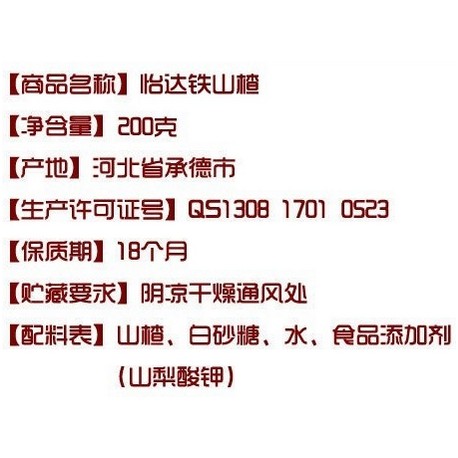 【商品名称】怡达铁山楂
【净含量】200克
【产地】河北省承德市
【生产许可证号】QS1308 1701 0523
【保质期】18个月
【贮藏要求】阴凉干燥通风处
【配料表】山楂、白砂糖、水、食品添加剂
（山梨酸钾）